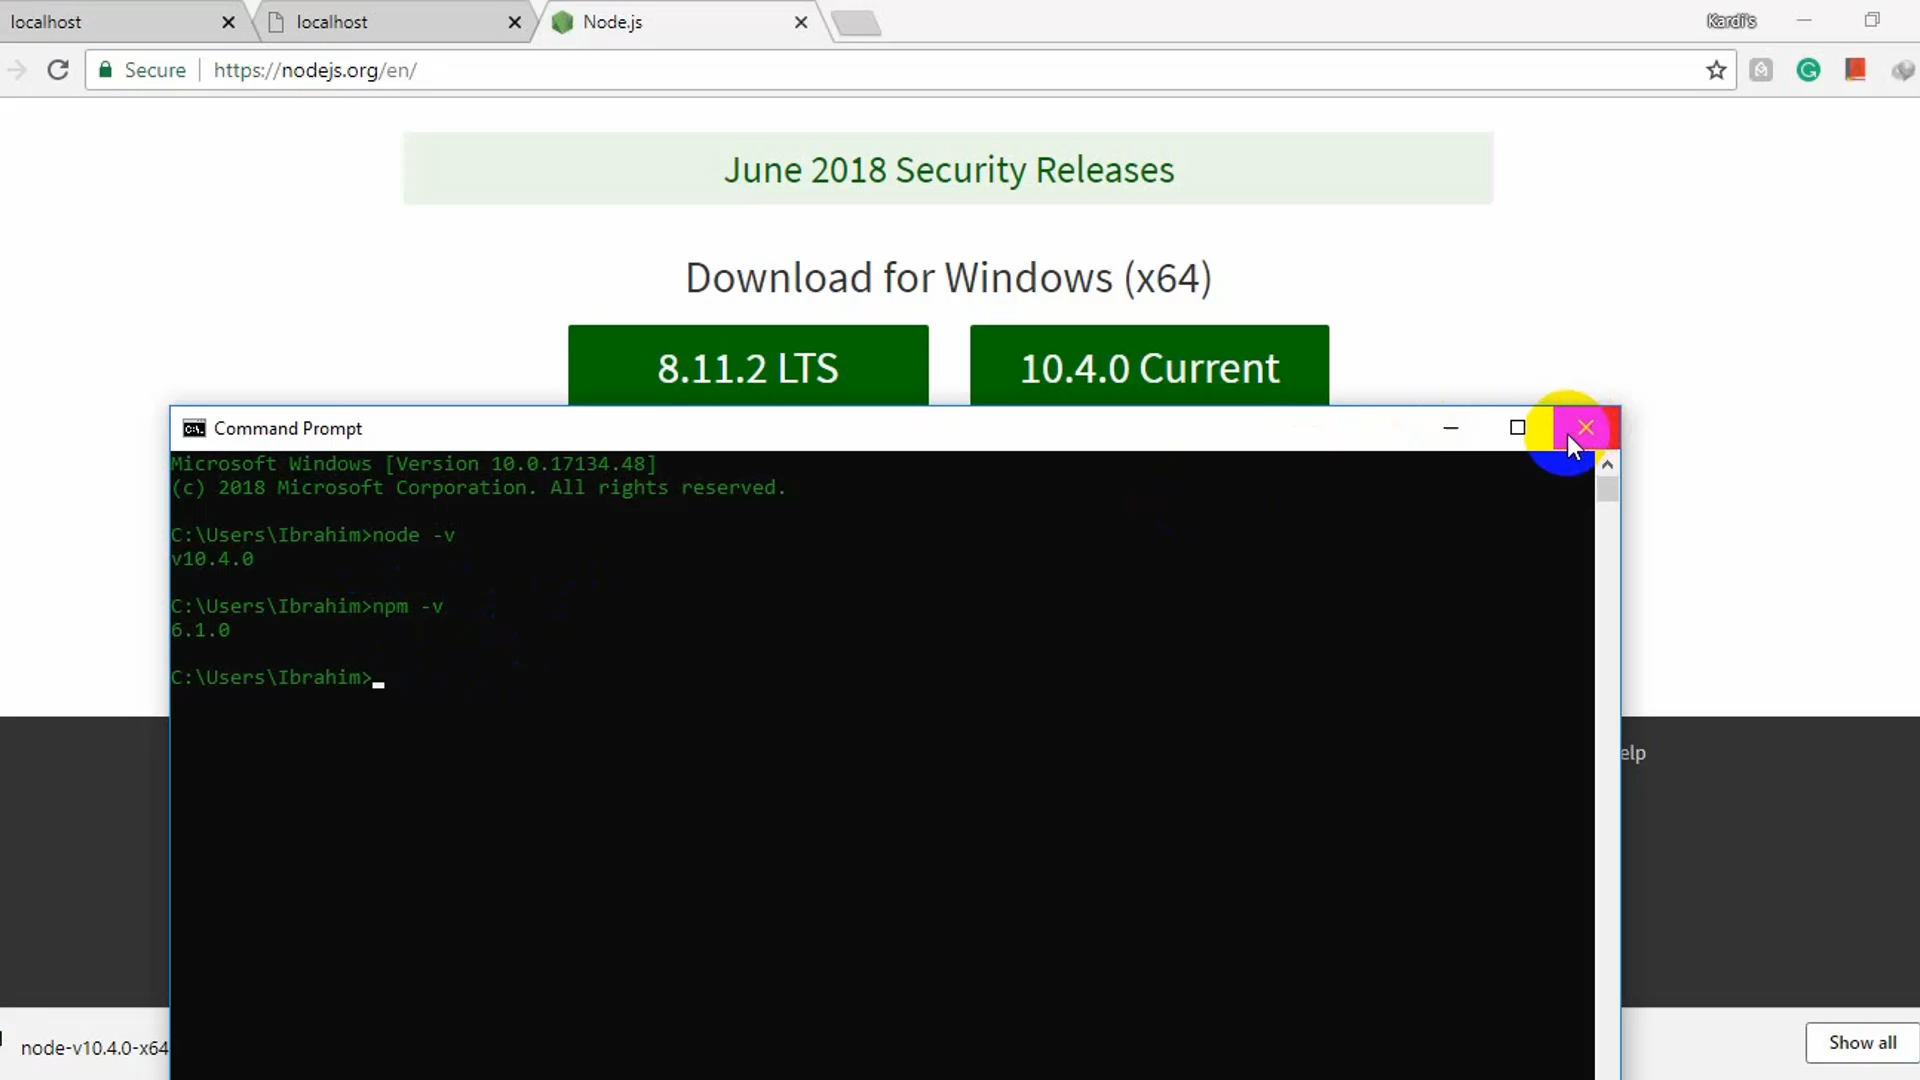 localhost
localhost
Node.js
Kardi's
Secure
https://nodejs.org/en/
June 2018 Security Releases
Download for Windows (x64)
8.11.2 LTS
10.4.0 Current
Command Prompt
Microsoft Windows [Version 10.0.17134.48]
(c) 2018 Microsoft Corporation. All rights reserved.
C:\Users\Ibrahim>node -v
v10.4.0
C:\Users\Ibrahim>npm -v
6.1.0
C:\Users\Ibrahim>
elp
node-v10.4.0-x64
Show all